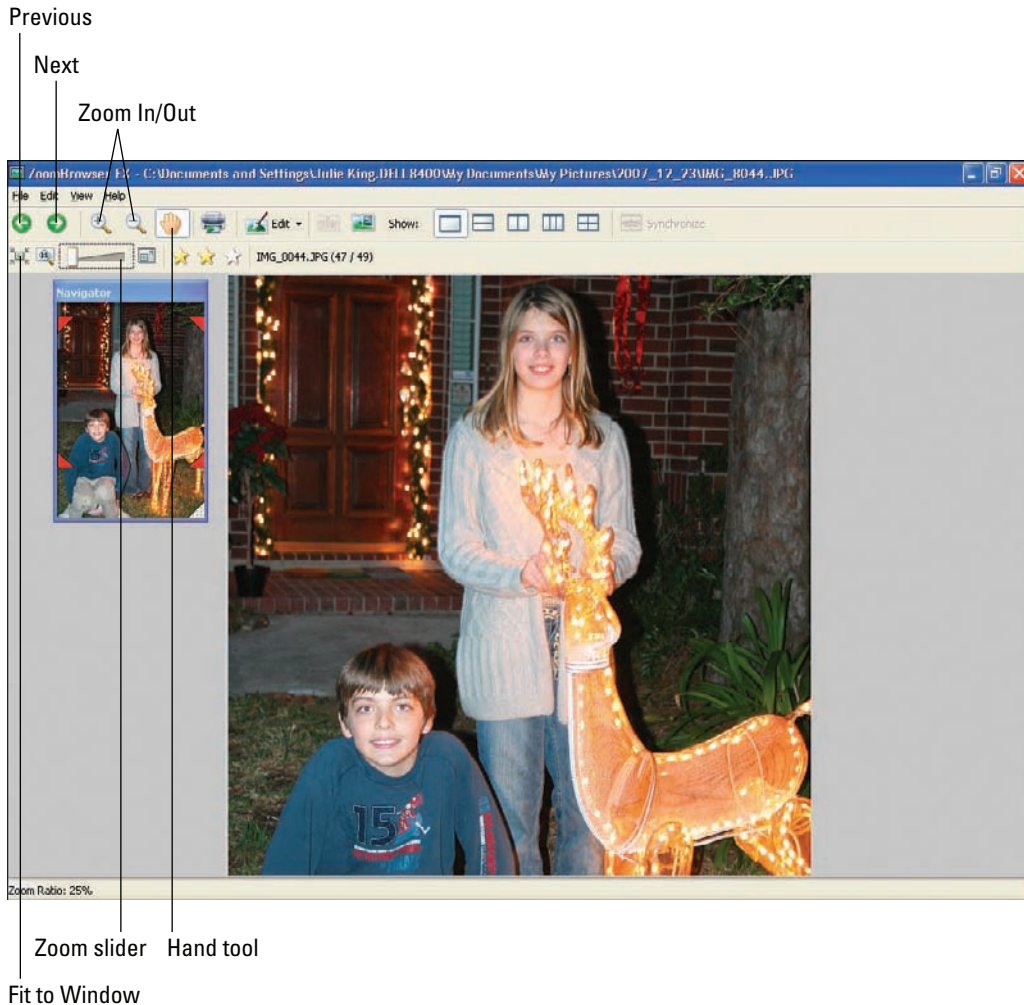 Previous
Next
Zoom In/Out
ZoomBrowser EX - C:\Documents and Settings\Julie King.DELL8400\My Documents\My Pictures\2007_12_23\IMG_8044.JPG
File Edit View Help
Edit Show: Synchronize
IMG_0044.JPG (47 / 49)
Navigator
15
Zoom Ratio: 25%
Zoom slider Hand tool
Fit to Window